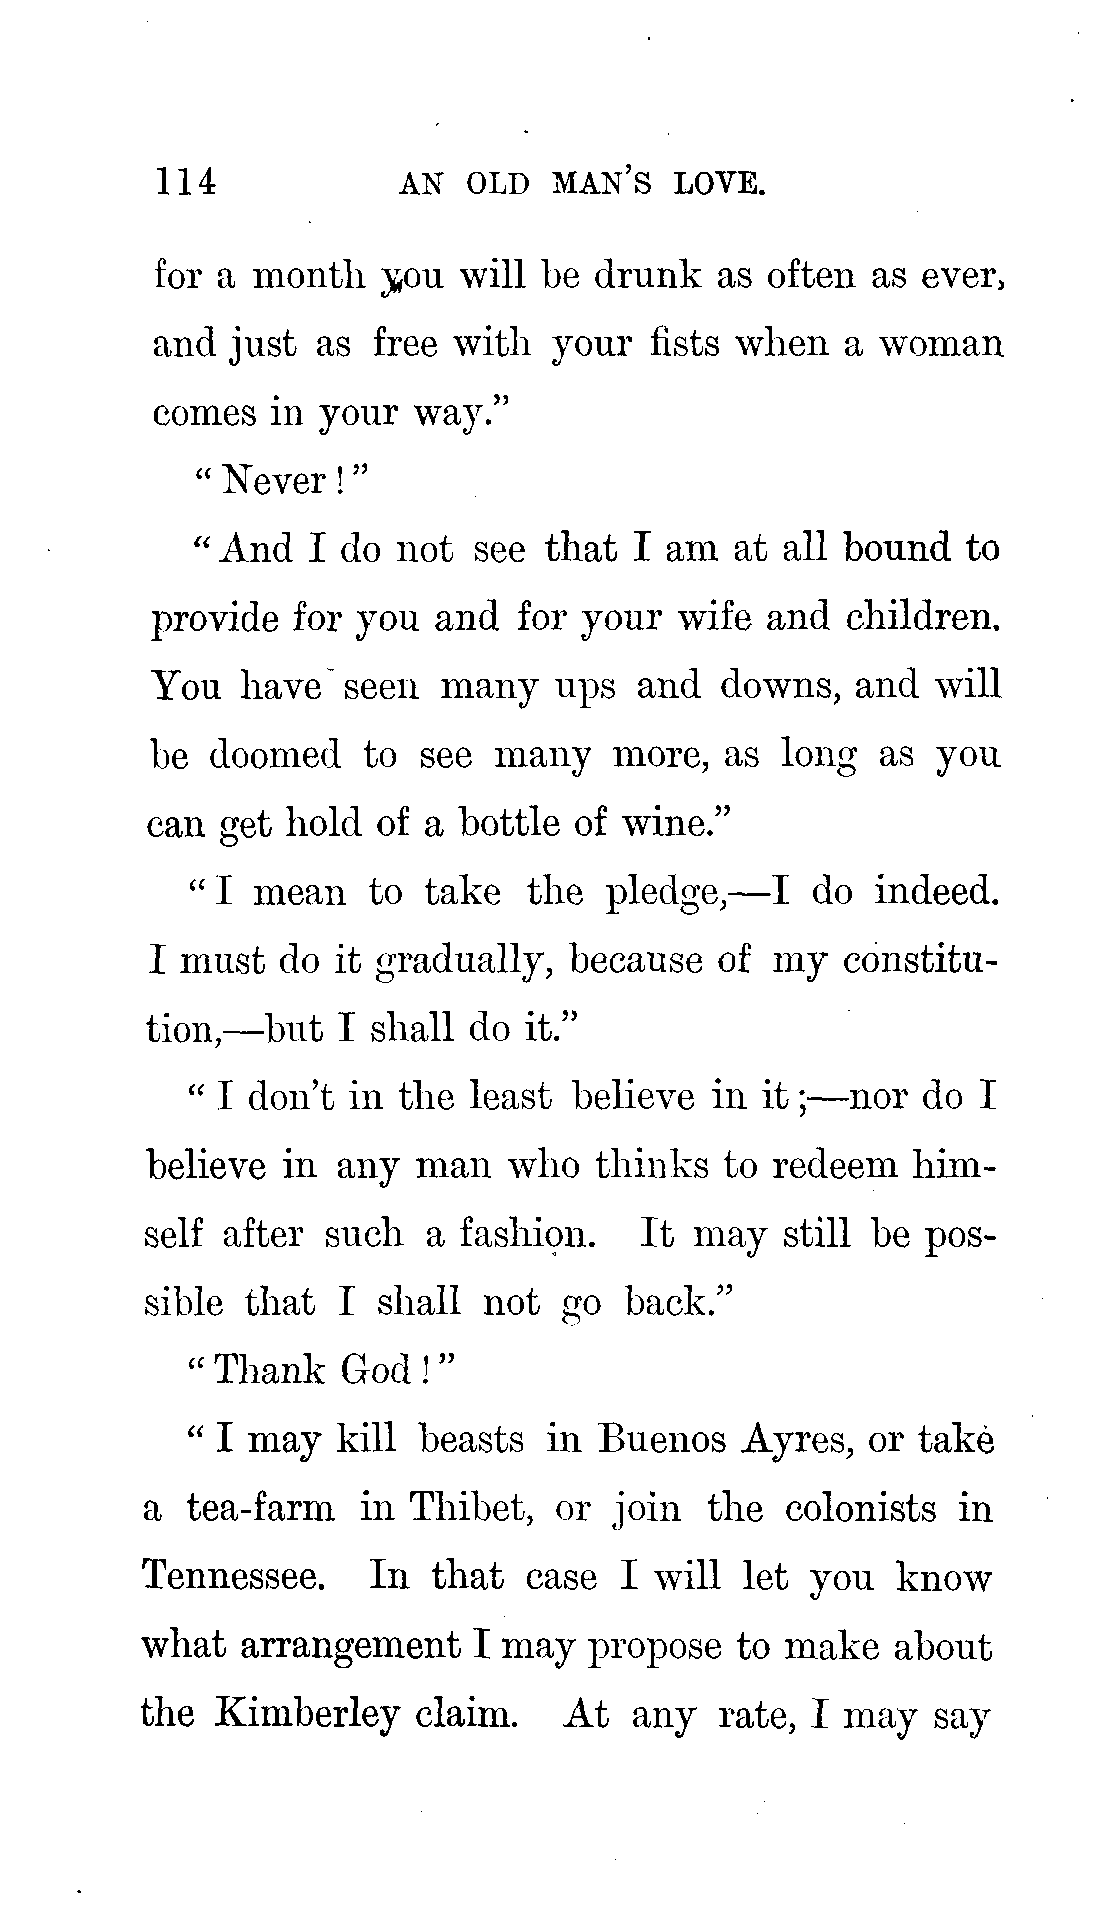 114 AN OLD MAN'S LOVE.
for a month you will be drunk as often as ever,
and just as free with your fists when a woman
comes in your way."
"Never!"
"And I do not see that I am at all bound to
provide for you and for your wife and children.
You have seen many ups and downs, and will
be doomed to see many more, as long as you
can get hold of a bottle of wine."
"I mean to take the pledge,—I do indeed.
I must do it gradually, because of my constitu-
tion,—but I shall do it."
"I don't in the least believe in it;—nor do I
believe in any man who thinks to redeem him-
self after such a fashion. It may still be pos-
sible that I shall not go back."
"Thank God!"
"I may kill beasts in Buenos Ayres, or take
a tea-farm in Thibet, or join the colonists in
Tennessee. In that case I will let you know
what arrangement I may propose to make about
the Kimberley claim. At any rate, I may say